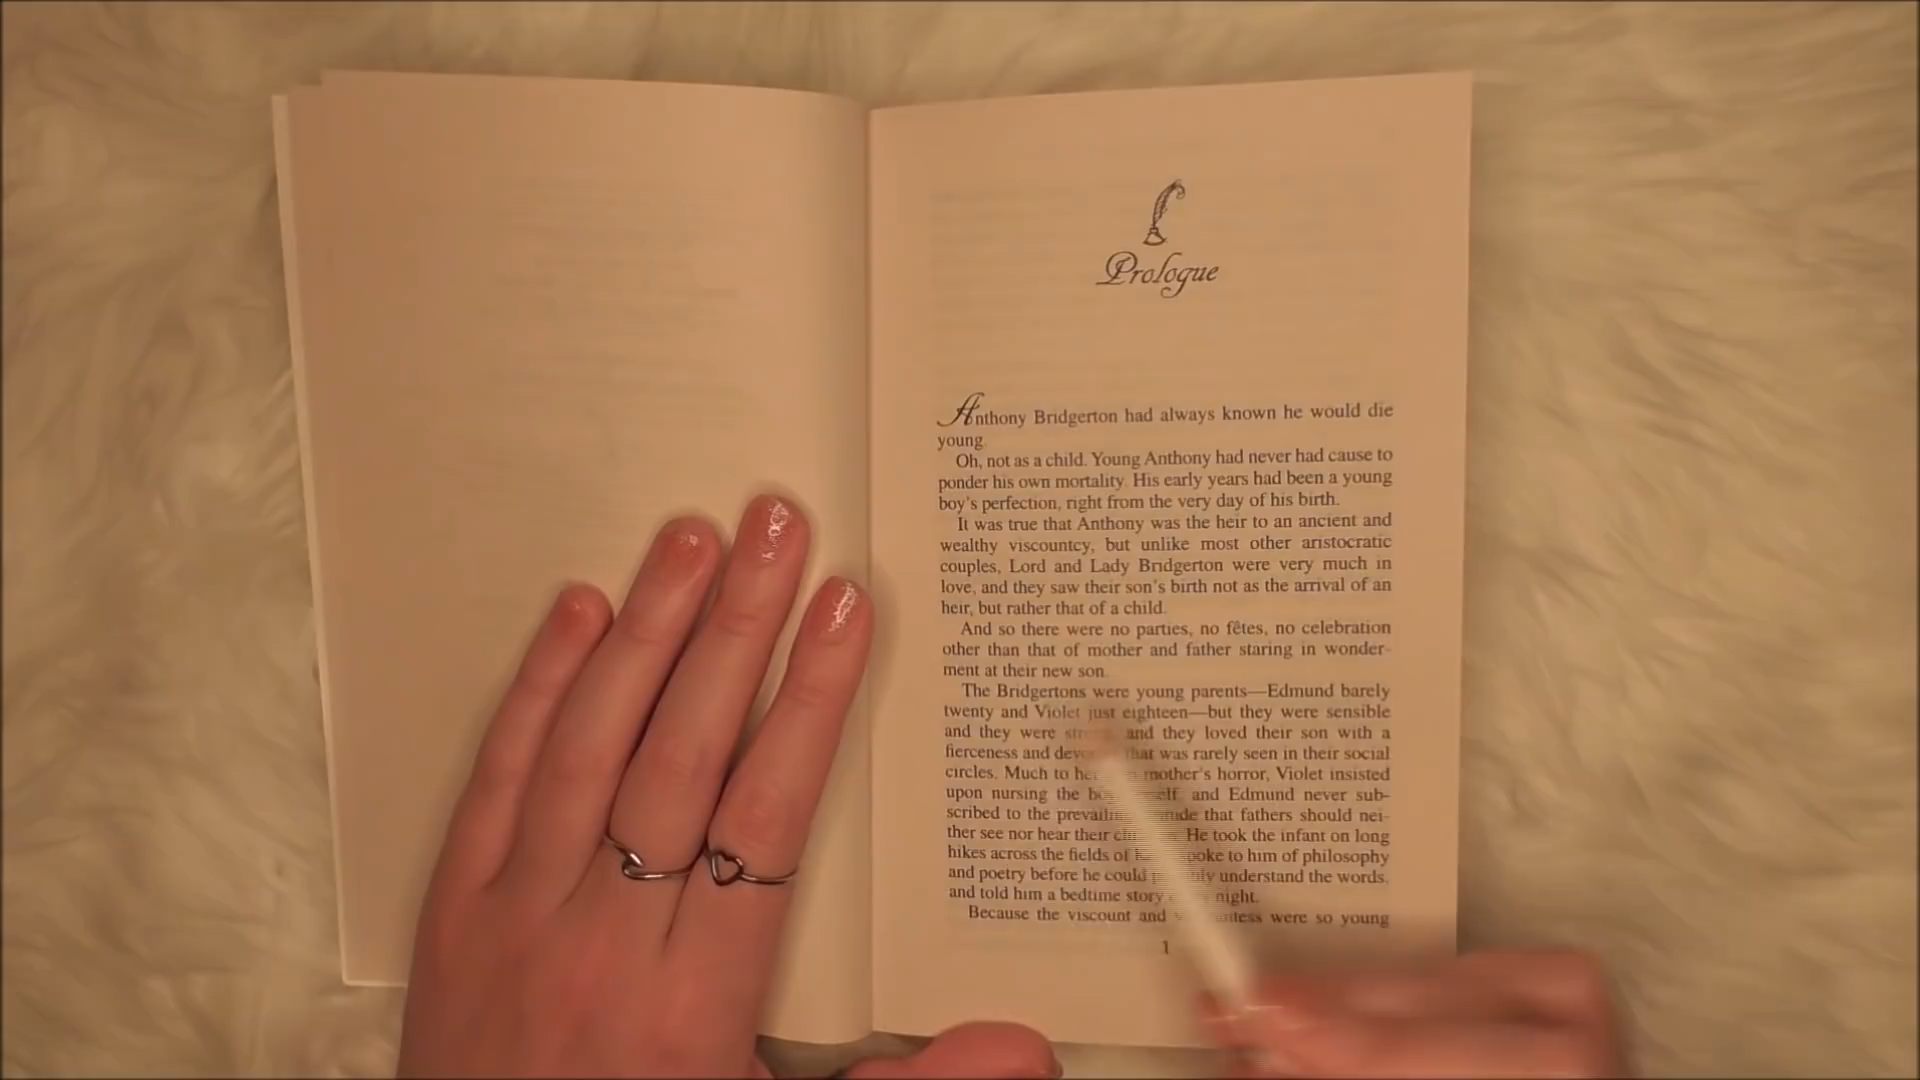 Prologue
Anthony Bridgerton had always known he would die
young.
Oh, not as a child. Young Anthony had never had cause to
ponder his own mortality. His early years had been a young
boy's perfection, right from the very day of his birth.
It was true that Anthony was the heir to an ancient and
wealthy viscountcy, but unlike most other aristocratic
couples, Lord and Lady Bridgerton were very much in
love, and they saw their son's birth not as the arrival of an
heir, but rather that of a child.
And so there were no parties, no fêtes, no celebration
other than that of mother and father staring in wonder-
ment at their new son.
The Bridgertons were young parents—Edmund barely
twenty and Violet just eighteen—but they were sensible
and they were and they loved their son with a
fierceness and that was rarely seen in their social
circles. Much to mother's horror, Violet insisted
upon nursing the and Edmund never sub-
scribed to the that fathers should nei-
ther see nor hear their He took the infant on long
hikes across the fields of to him of philosophy
and poetry before he could understand the words,
and told him a bedtime story night.
Because the viscount and were so young
1